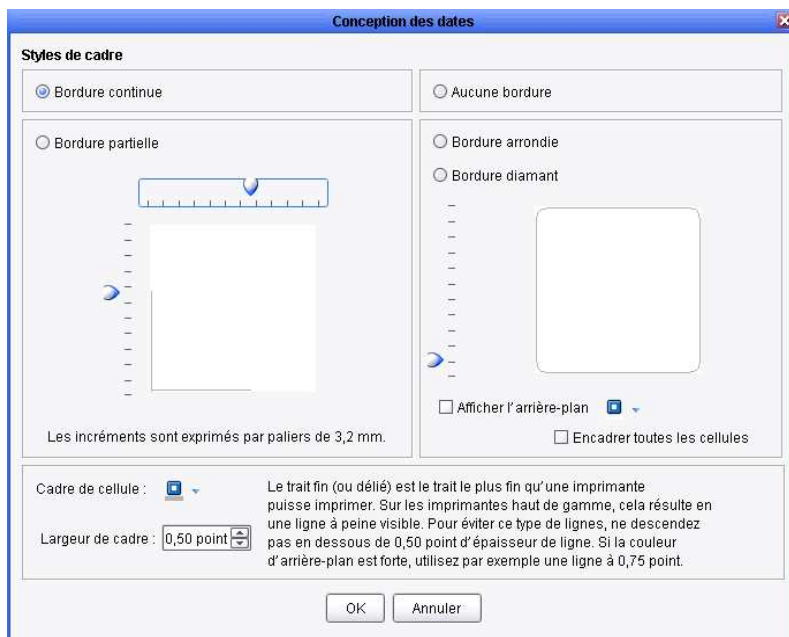 Conception des dates
Styles de cadre
Bordure continue
Aucune bordure
Bordure partielle
Bordure arrondie
Bordure diamant
Les incréments sont exprimés par paliers de 3,2 mm.
Afficher l'arrière-plan
Encadrer toutes les cellules
Cadre de cellule :
Largeur de cadre : 0,50 point
Le trait fin (ou délié) est le trait le plus fin qu'une imprimante
puisse imprimer. Sur les imprimantes haut de gamme, cela résulte en
une ligne à peine visible. Pour éviter ce type de lignes, ne descendez
pas en dessous de 0,50 point d'épaisseur de ligne. Si la couleur
d'arrière-plan est forte, utilisez par exemple une ligne à 0,75 point.
OK
Annuler